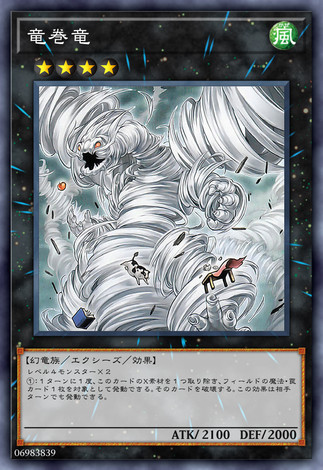 竜巻竜
風
【幻竜族／エクシーズ／効果】
レベル４モンスター×２
①：１ターンに１度、このカードのX素材を１つ取り除き、フィールドの魔法・罠
カード１枚を対象として発動できる。そのカードを破壊する。この効果は相手
ターンでも発動できる。
ATK/ 2100 DEF/ 2000
06983839